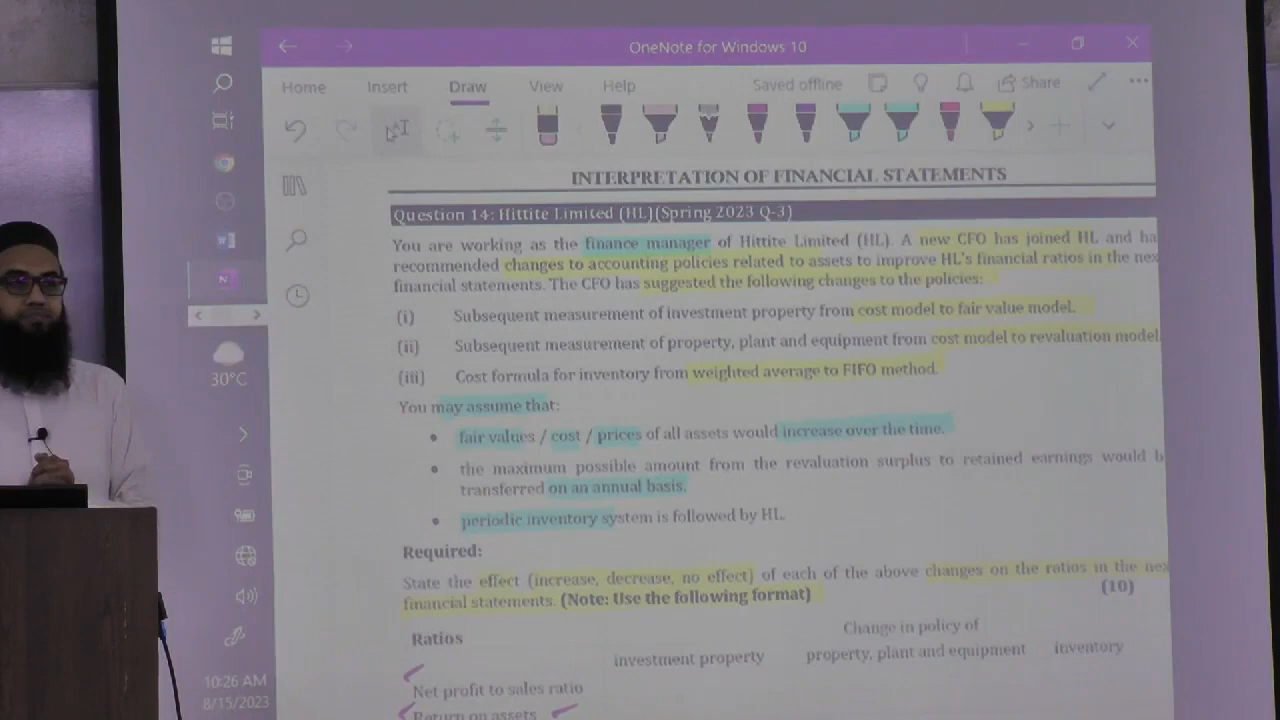 OneNote for Windows 10
Home Insert Draw View Help Saved offline Share
INTERPRETATION OF FINANCIAL STATEMENTS
Question 14: Hittite Limited (HL)(Spring 2023 Q-3)
You are working as the finance manager of Hittite Limited (HL). A new CFO has joined HL and ha
recommended changes to accounting policies related to assets to improve HL's financial ratios in the nex
financial statements. The CFO has suggested the following changes to the policies:
(i) Subsequent measurement of investment property from cost model to fair value model.
(ii) Subsequent measurement of property, plant and equipment from cost model to revaluation model
(iii) Cost formula for inventory from weighted average to FIFO method.
You may assume that:
• fair values / cost / prices of all assets would increase over the time.
• the maximum possible amount from the revaluation surplus to retained earnings would b
transferred on an annual basis.
• periodic inventory system is followed by HL.
Required:
State the effect (increase, decrease, no effect) of each of the above changes on the ratios in the nex
financial statements. (Note: Use the following format) (10)
Ratios Change in policy of
investment property property, plant and equipment inventory
Net profit to sales ratio
Return on assets
30°C
10:26 AM
8/15/2023